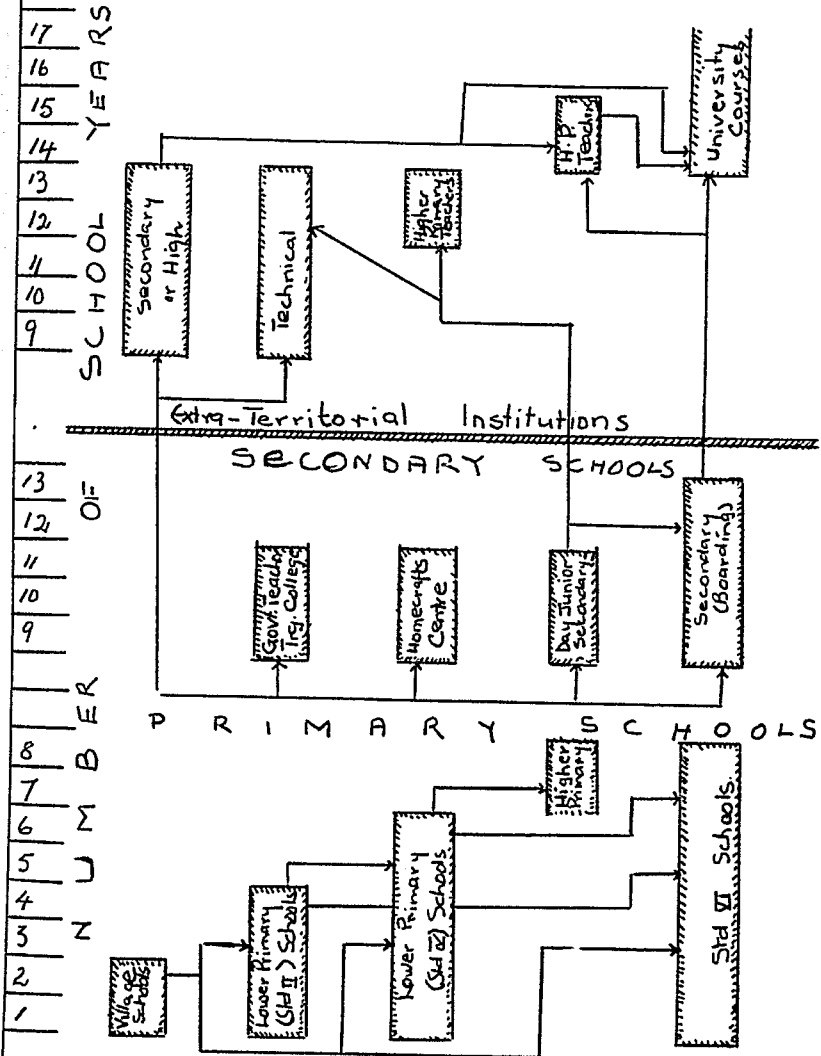 NUMBER OF SCHOOL YEARS
17
16
15
14
13
12
11
10
9
13
12
11
10
9
8
7
6
5
4
3
2
1
Secondary
or High
Technical
Higher
Primary
Teachers
H.P.
Teaching
University
Courses
Extra-Territorial Institutions
SECONDARY SCHOOLS
Govt. Teacher
Trg. College
Homecrafts
Centre
Day Junior
Secondary
Secondary
(Boarding)
PRIMARY SCHOOLS
Village
Schools
Lower Primary
(Std II) Schools
Lower Primary
(Std IV) Schools
Higher
Primary
Std VI Schools.